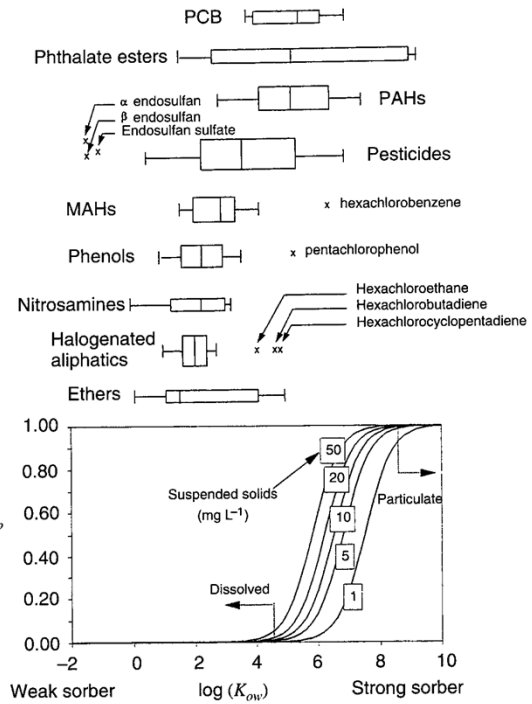 PCB
Phthalate esters
PAHs
α endosulfan
β endosulfan
Endosulfan sulfate
Pesticides
MAHs
x hexachlorobenzene
Phenols
x pentachlorophenol
Nitrosamines
Hexachloroethane
Hexachlorobutadiene
Hexachlorocyclopentadiene
Halogenated
aliphatics
Ethers
1.00
0.80
0.60
0.40
0.20
0.00
50
20
10
5
1
Suspended solids
(mg L⁻¹)
Particulate
Dissolved
−2 0 2 4 6 8 10
Weak sorber log (Kow) Strong sorber